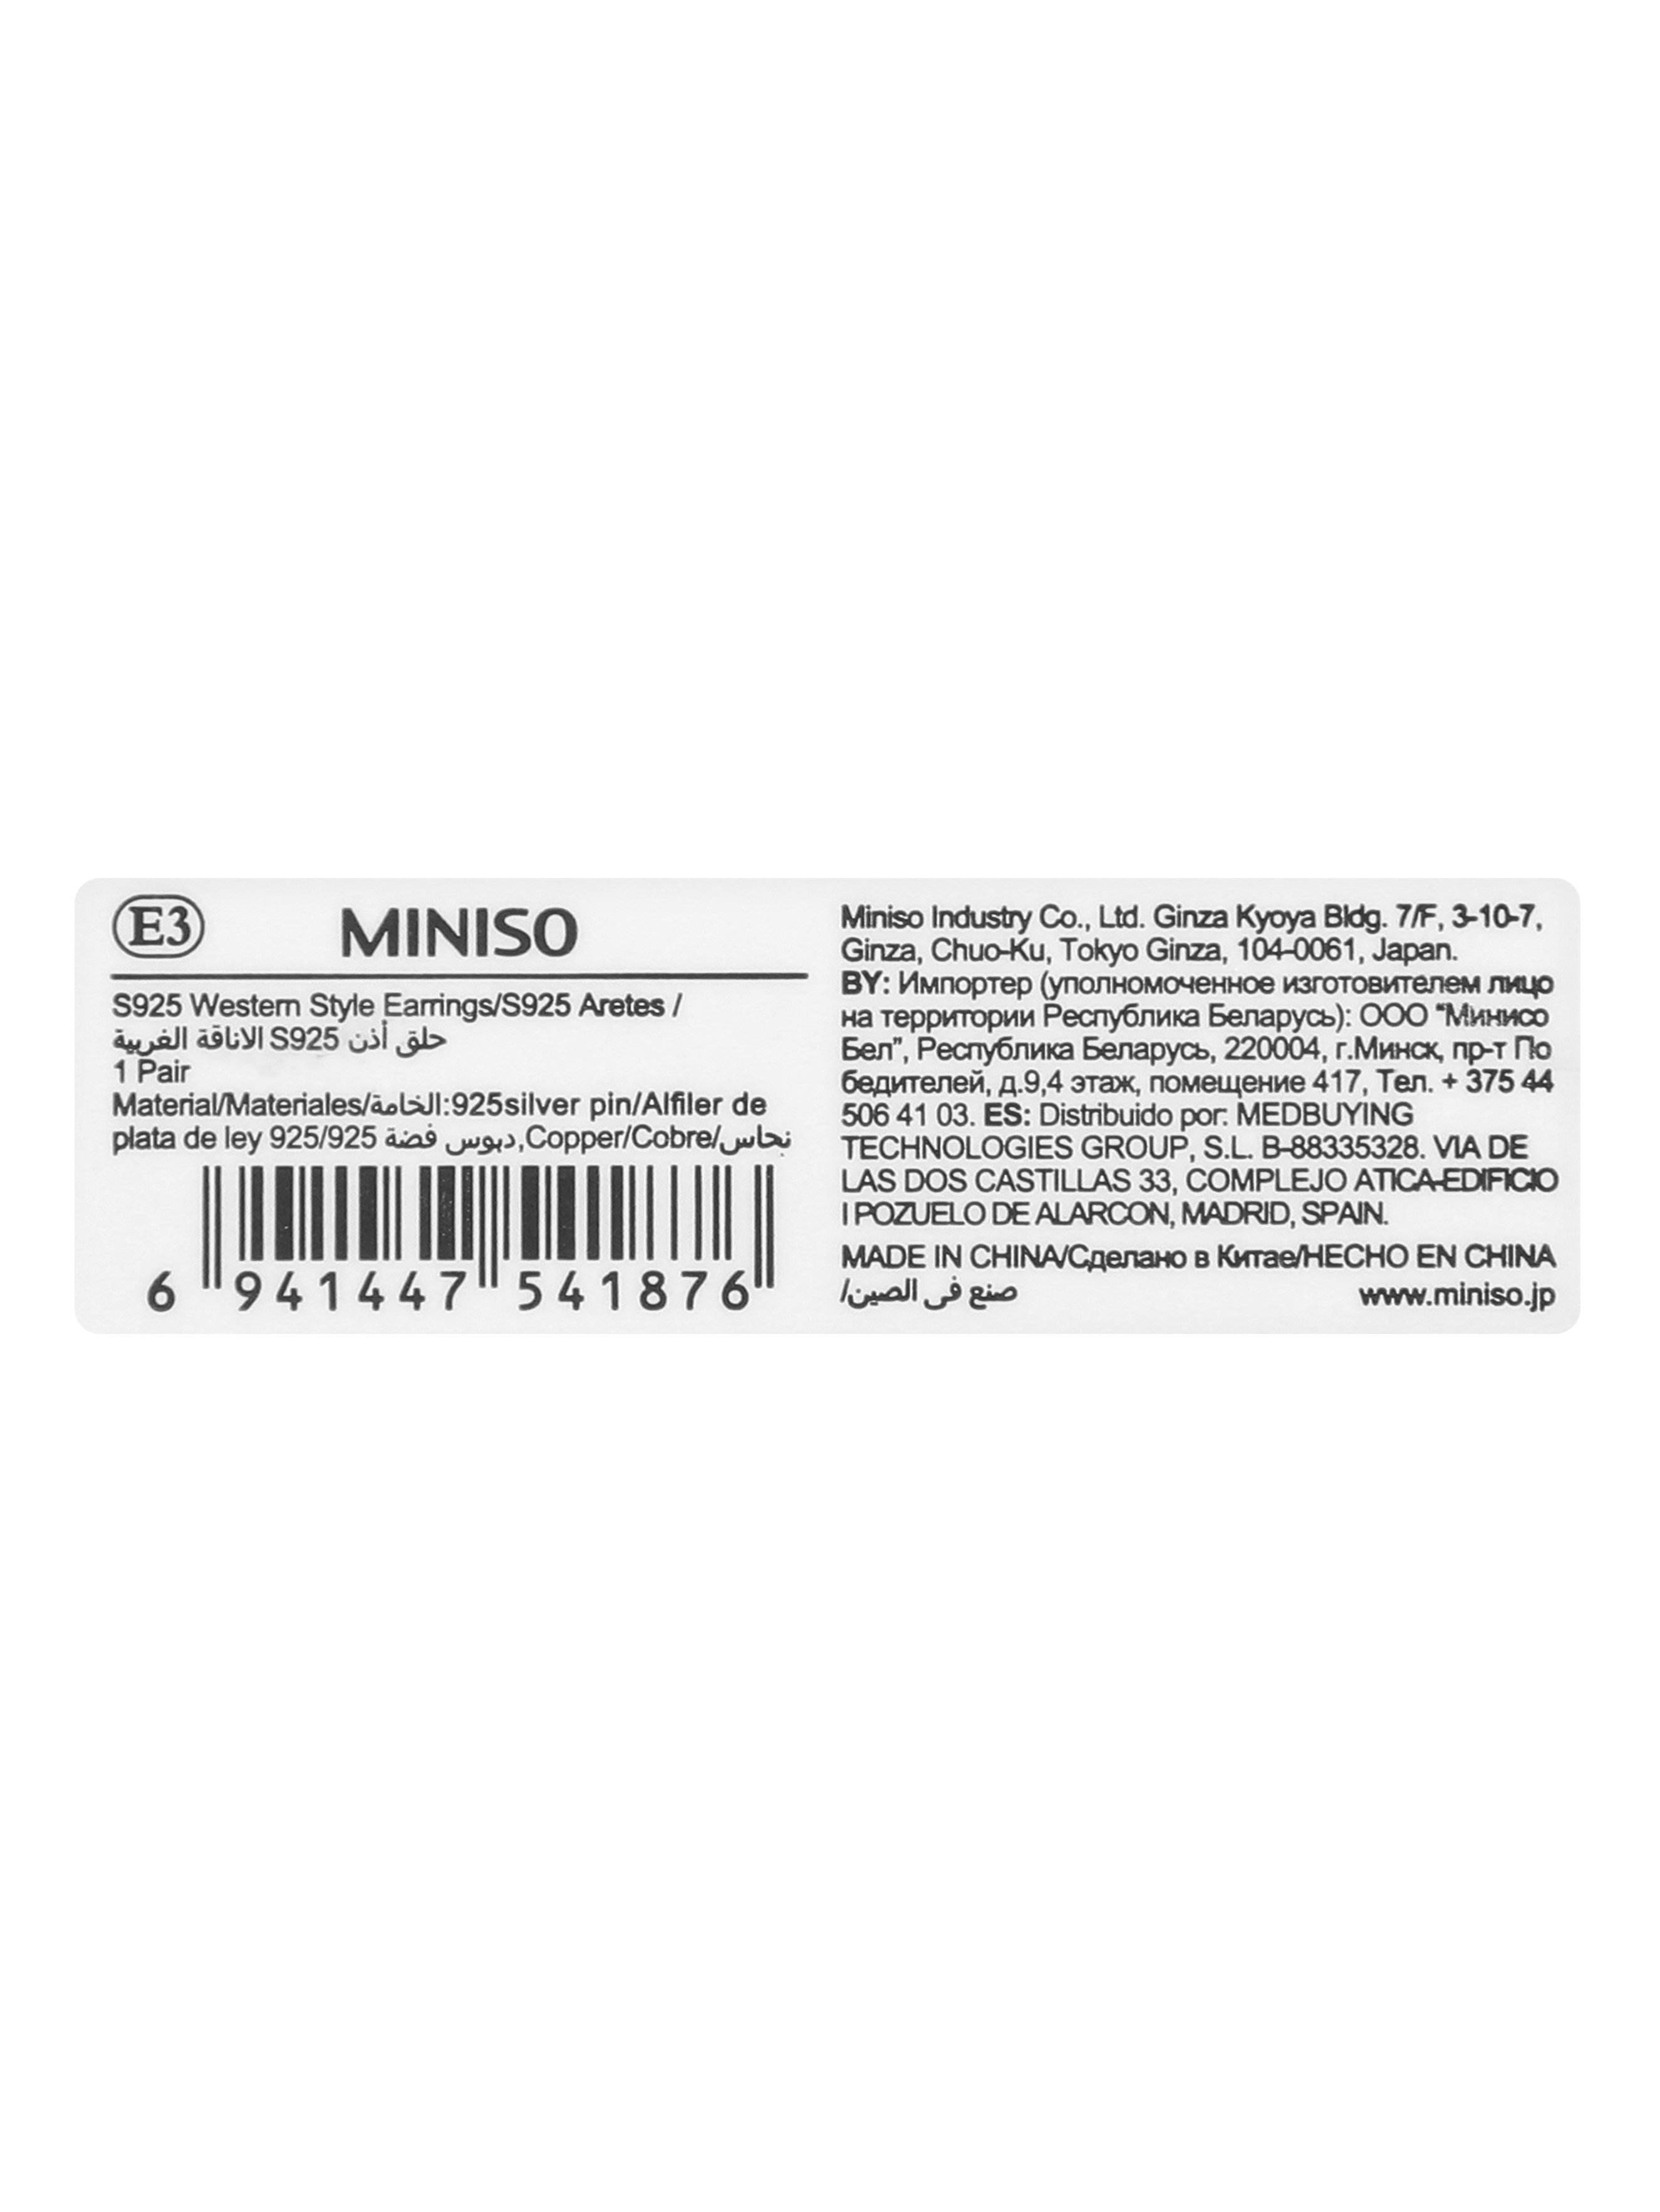 E3 MINISO
S925 Western Style Earrings/S925 Aretes /
حلق أذن S925 الاناقة الغربية
1 Pair
Material/Materiales/الخامة:925silver pin/Alfiler de
plata de ley 925/925 دبوس فضة,Copper/Cobre/نحاس
6 941447 541876
Miniso Industry Co., Ltd. Ginza Kyoya Bldg. 7/F, 3-10-7,
Ginza, Chuo-Ku, Tokyo Ginza, 104-0061, Japan.
BY: Импортер (уполномоченное изготовителем лицо
на территории Республика Беларусь): ООО "Минисо
Бел", Республика Беларусь, 220004, г.Минск, пр-т По
бедителей, д.9,4 этаж, помещение 417, Тел. + 375 44
506 41 03. ES: Distribuido por: MEDBUYING
TECHNOLOGIES GROUP, S.L. B-88335328. VIA DE
LAS DOS CASTILLAS 33, COMPLEJO ATICA-EDIFICIO
I POZUELO DE ALARCON, MADRID, SPAIN.
MADE IN CHINA/Сделано в Китае/HECHO EN CHINA
/صنع فى الصين www.miniso.jp